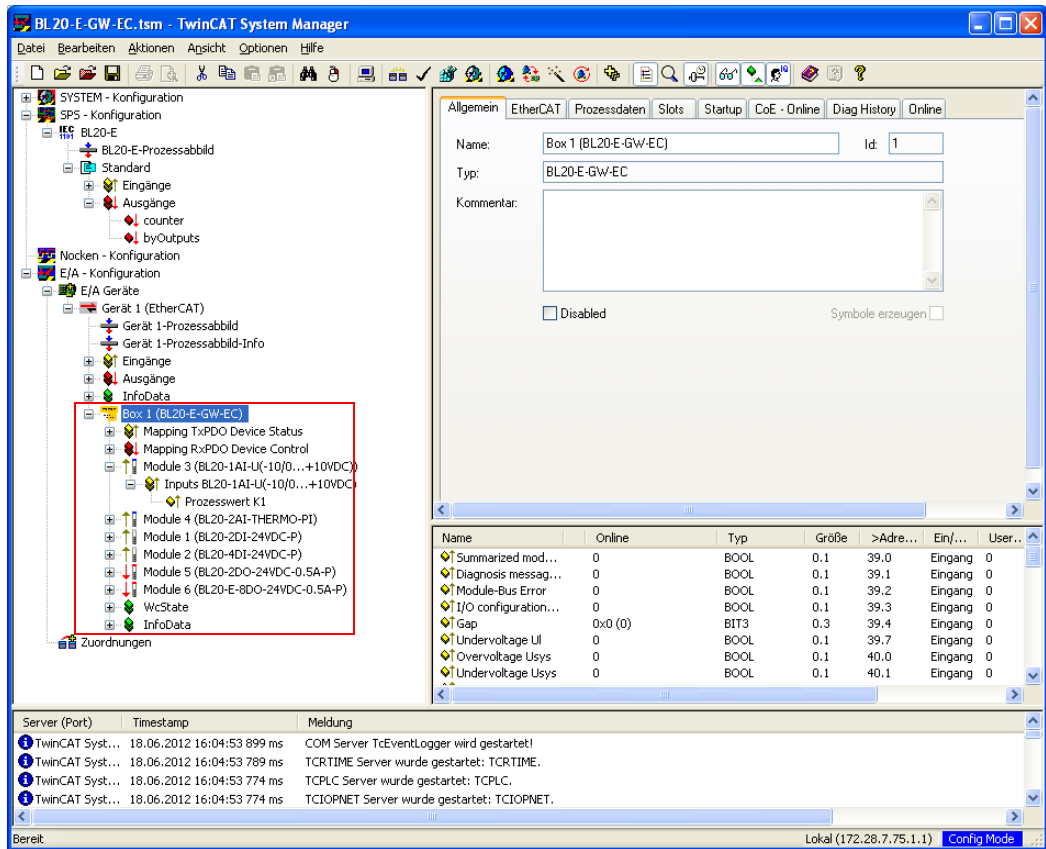 BL20-E-GW-EC.tsm - TwinCAT System Manager
Datei Bearbeiten Aktionen Ansicht Optionen Hilfe
SYSTEM - Konfiguration
SPS - Konfiguration
IEC 1131 BL20-E
BL20-E-Prozessabbild
Standard
Eingänge
Ausgänge
counter
byOutputs
Nocken - Konfiguration
E/A - Konfiguration
E/A Geräte
Gerät 1 (EtherCAT)
Gerät 1-Prozessabbild
Gerät 1-Prozessabbild-Info
Eingänge
Ausgänge
InfoData
Box 1 (BL20-E-GW-EC)
Mapping TxPDO Device Status
Mapping RxPDO Device Control
Module 3 (BL20-1AI-U(-10/0...+10VDC))
Inputs BL20-1AI-U(-10/0...+10VDC)
Prozesswert K1
Module 4 (BL20-2AI-THERMO-PI)
Module 1 (BL20-2DI-24VDC-P)
Module 2 (BL20-4DI-24VDC-P)
Module 5 (BL20-2DO-24VDC-0.5A-P)
Module 6 (BL20-E-8DO-24VDC-0.5A-P)
WcState
InfoData
Zuordnungen
Allgemein EtherCAT Prozessdaten Slots Startup CoE - Online Diag History Online
Name: Box 1 (BL20-E-GW-EC) Id: 1
Typ: BL20-E-GW-EC
Kommentar:
Disabled Symbole erzeugen
Name Online Typ Größe >Adre... Ein/... User...
Summarized mod... 0 BOOL 0.1 39.0 Eingang 0
Diagnosis messag... 0 BOOL 0.1 39.1 Eingang 0
Module-Bus Error 0 BOOL 0.1 39.2 Eingang 0
I/O configuration... 0 BOOL 0.1 39.3 Eingang 0
Gap 0x0 (0) BIT3 0.3 39.4 Eingang 0
Undervoltage Ul 0 BOOL 0.1 39.7 Eingang 0
Overvoltage Usys 0 BOOL 0.1 40.0 Eingang 0
Undervoltage Usys 0 BOOL 0.1 40.1 Eingang 0
Server (Port) Timestamp Meldung
TwinCAT Syst... 18.06.2012 16:04:53 899 ms COM Server TcEventLogger wird gestartet!
TwinCAT Syst... 18.06.2012 16:04:53 789 ms TCRTIME Server wurde gestartet: TCRTIME.
TwinCAT Syst... 18.06.2012 16:04:53 774 ms TCPLC Server wurde gestartet: TCPLC.
TwinCAT Syst... 18.06.2012 16:04:53 774 ms TCIOPNET Server wurde gestartet: TCIOPNET.
Bereit Lokal (172.28.7.75.1.1) Config Mode